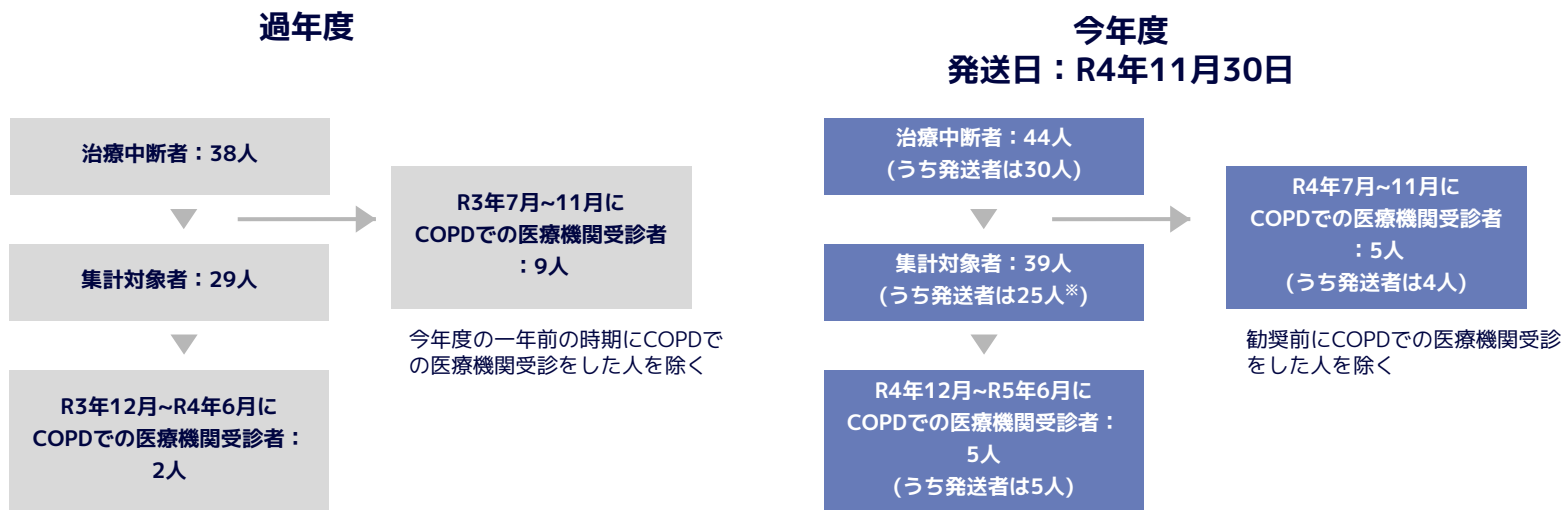 過年度
治療中断者：38人
R3年7月~11月に
COPDでの医療機関受診者
：9人
集計対象者：29人
今年度の一年前の時期にCOPDで
の医療機関受診をした人を除く
R3年12月~R4年6月に
COPDでの医療機関受診者：
2人
今年度
発送日：R4年11月30日
治療中断者：44人
(うち発送者は30人)
R4年7月~11月に
COPDでの医療機関受診者
：5人
(うち発送者は4人)
集計対象者：39人
(うち発送者は25人※)
勧奨前にCOPDでの医療機関受診
をした人を除く
R4年12月~R5年6月に
COPDでの医療機関受診者：
5人
(うち発送者は5人)